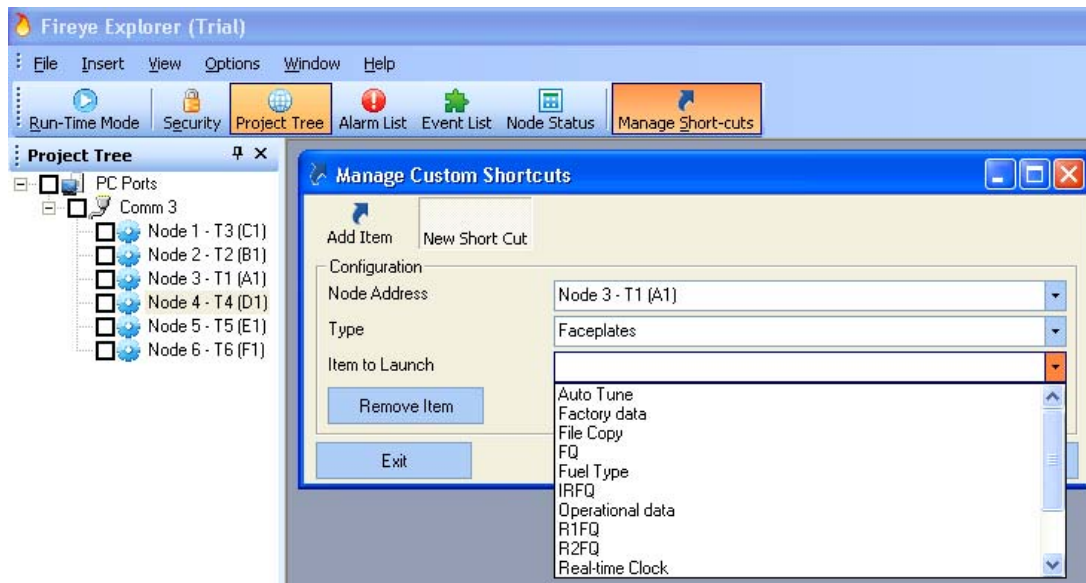 Fireye Explorer (Trial)
File Insert View Options Window Help
Run-Time Mode Security Project Tree Alarm List Event List Node Status Manage Short-cuts
Project Tree
PC Ports
Comm 3
Node 1 - T3 (C1)
Node 2 - T2 (B1)
Node 3 - T1 (A1)
Node 4 - T4 (D1)
Node 5 - T5 (E1)
Node 6 - T6 (F1)
Manage Custom Shortcuts
Add Item New Short Cut
Configuration
Node Address Node 3 - T1 (A1)
Type Faceplates
Item to Launch
Remove Item
Exit
Auto Tune
Factory data
File Copy
FQ
Fuel Type
IRFQ
Operational data
R1FQ
R2FQ
Real-time Clock